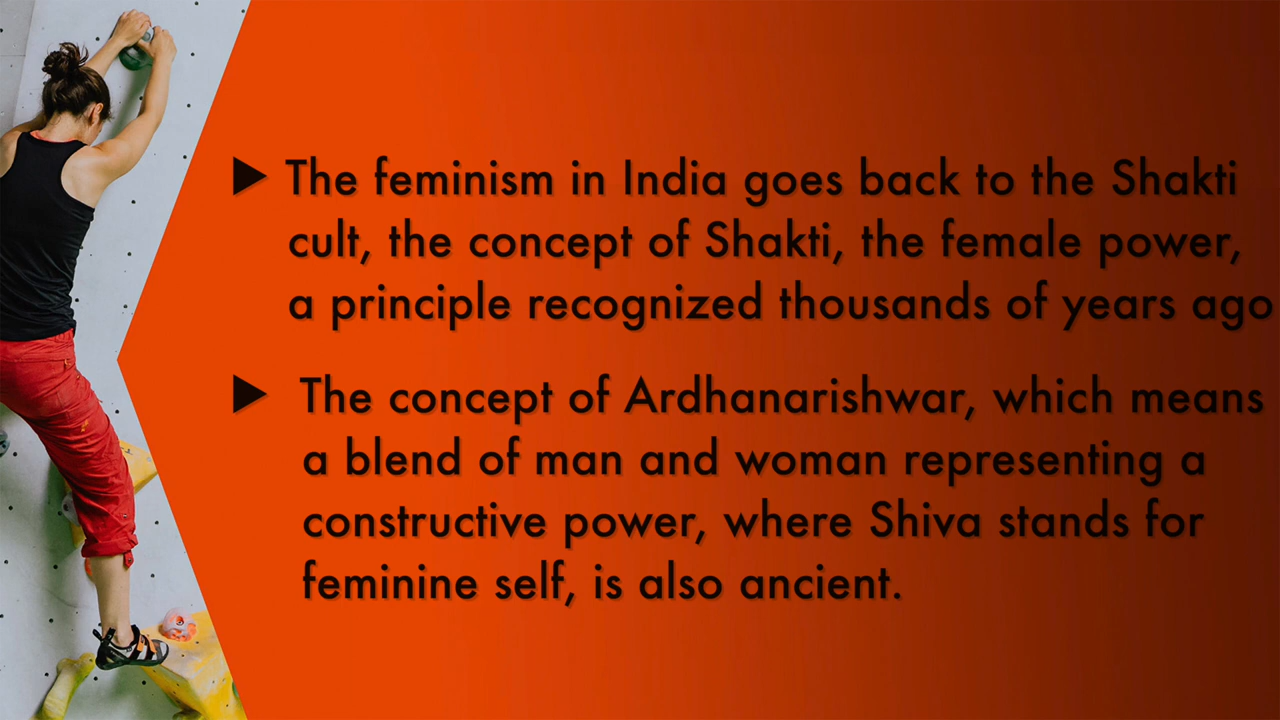 The feminism in India goes back to the Shakti
cult, the concept of Shakti, the female power,
a principle recognized thousands of years ago
The concept of Ardhanarishwar, which means
a blend of man and woman representing a
constructive power, where Shiva stands for
feminine self, is also ancient.